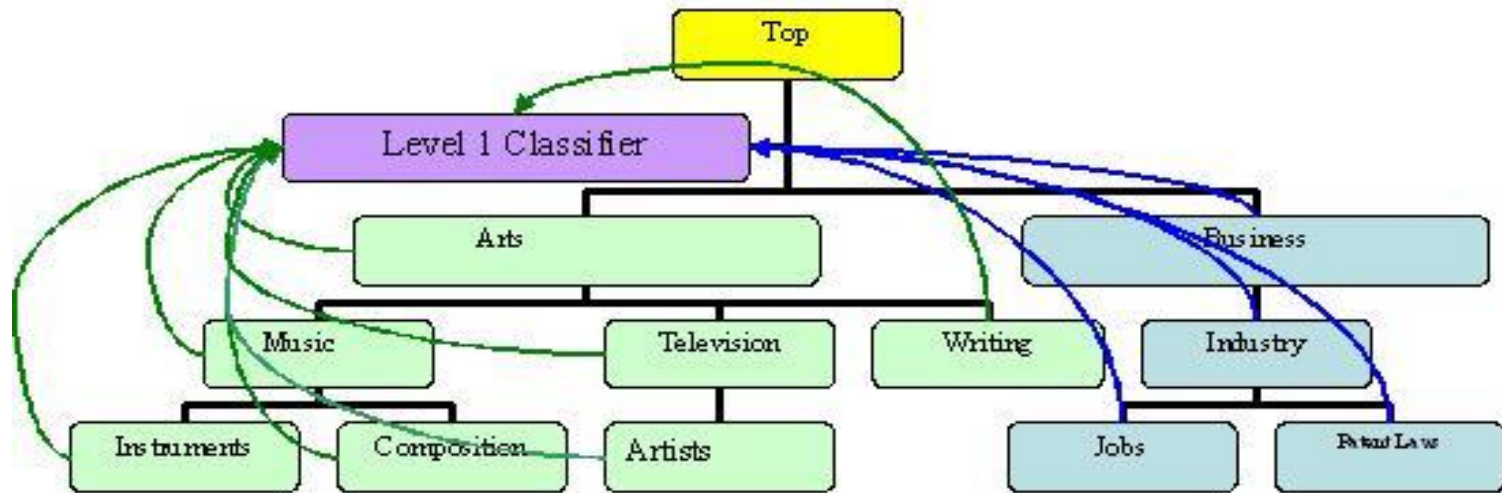 Top
Level 1 Classifier
Arts
Business
Music
Television
Writing
Industry
Instruments
Composition
Artists
Jobs
Patent Laws